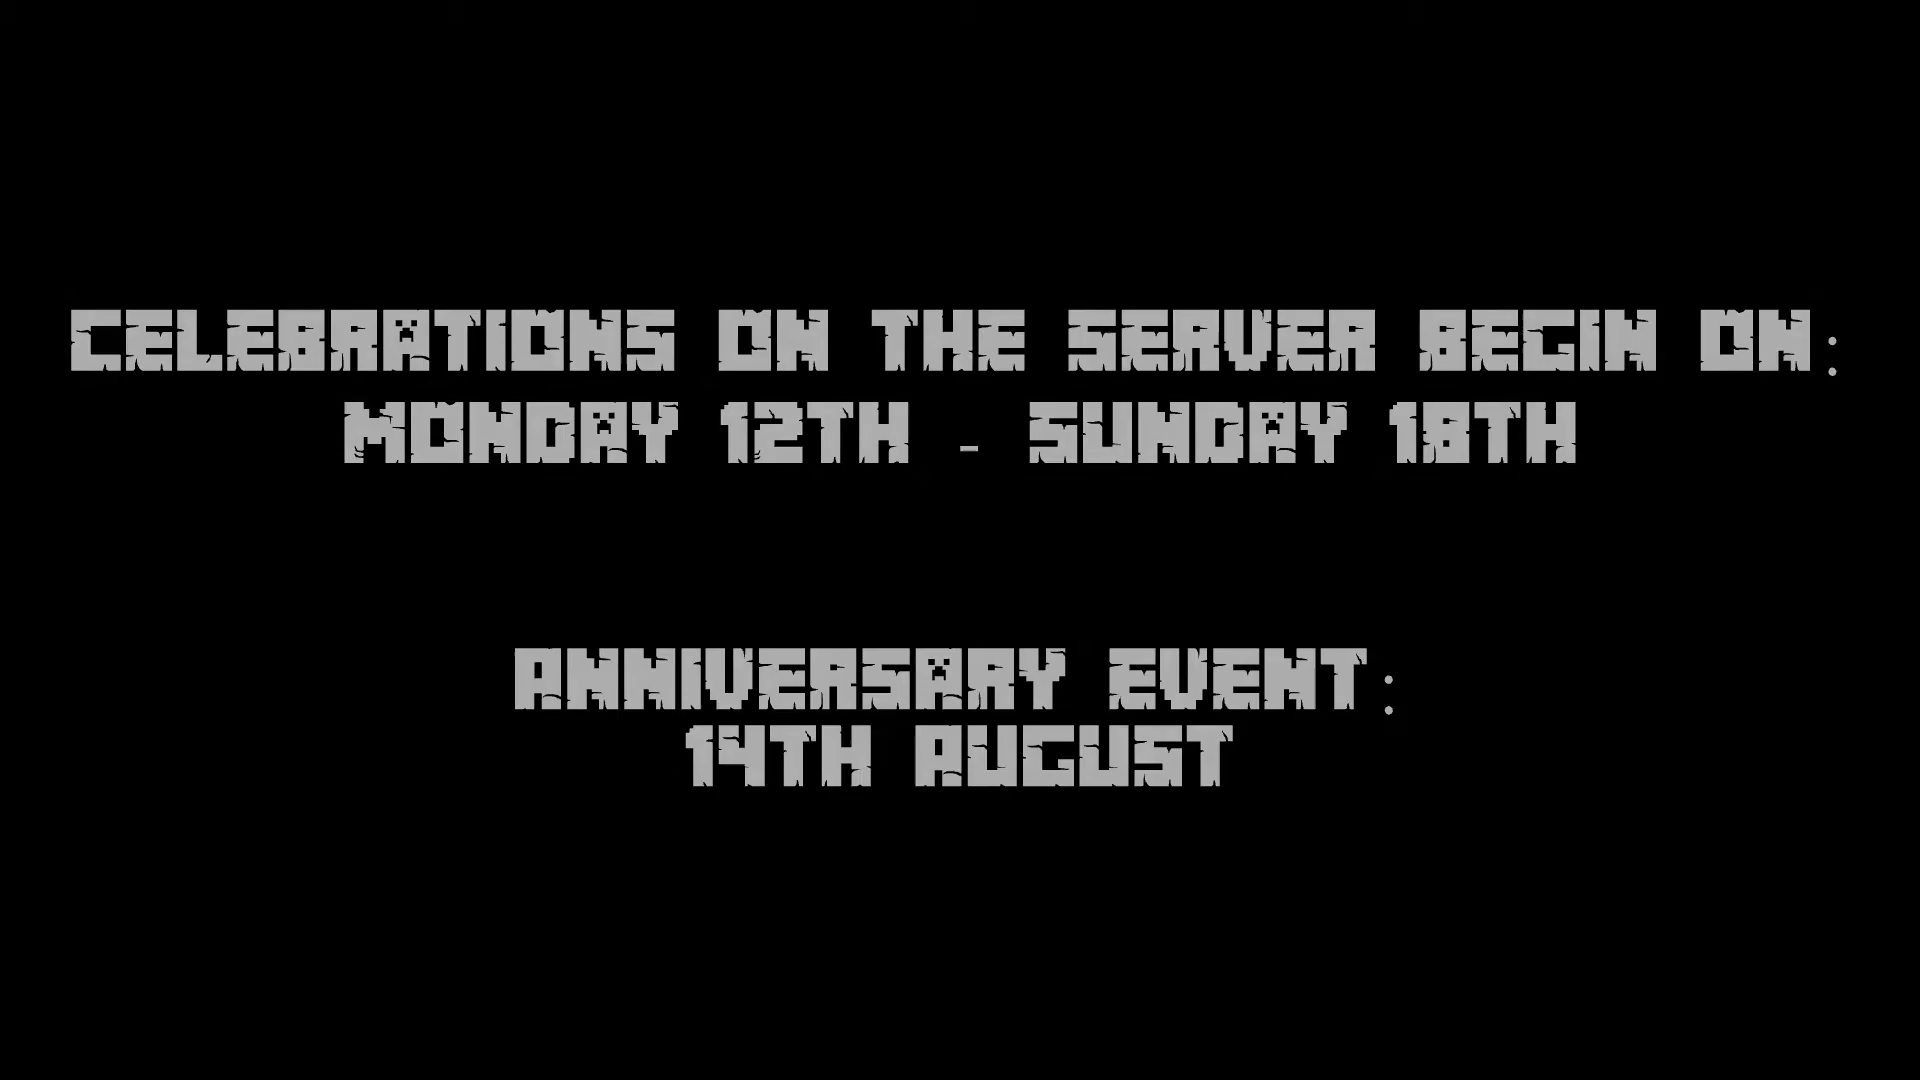 CELEBRATIONS ON THE SERVER BEGIN ON:
MONDAY 12TH - SUNDAY 18TH
ANNIVERSARY EVENT:
14TH AUGUST